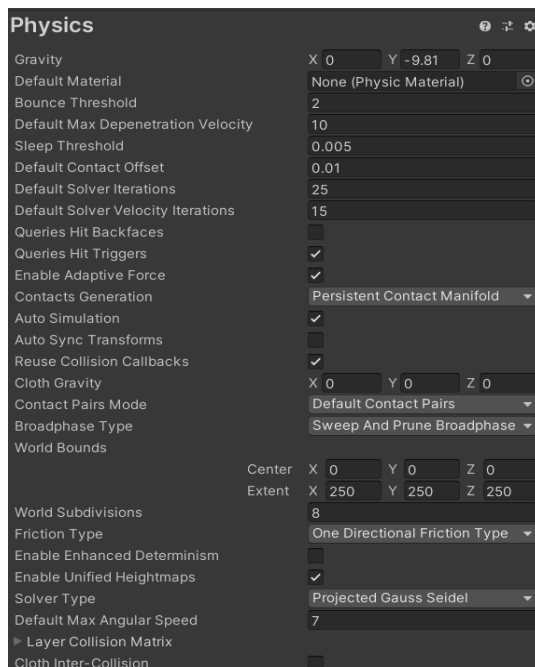 Physics
Gravity X 0 Y -9.81 Z 0
Default Material None (Physic Material)
Bounce Threshold 2
Default Max Depenetration Velocity 10
Sleep Threshold 0.005
Default Contact Offset 0.01
Default Solver Iterations 25
Default Solver Velocity Iterations 15
Queries Hit Backfaces
Queries Hit Triggers
Enable Adaptive Force
Contacts Generation Persistent Contact Manifold
Auto Simulation
Auto Sync Transforms
Reuse Collision Callbacks
Cloth Gravity X 0 Y 0 Z 0
Contact Pairs Mode Default Contact Pairs
Broadphase Type Sweep And Prune Broadphase
World Bounds
Center X 0 Y 0 Z 0
Extent X 250 Y 250 Z 250
World Subdivisions 8
Friction Type One Directional Friction Type
Enable Enhanced Determinism
Enable Unified Heightmaps
Solver Type Projected Gauss Seidel
Default Max Angular Speed 7
Layer Collision Matrix
Cloth Inter-Collision